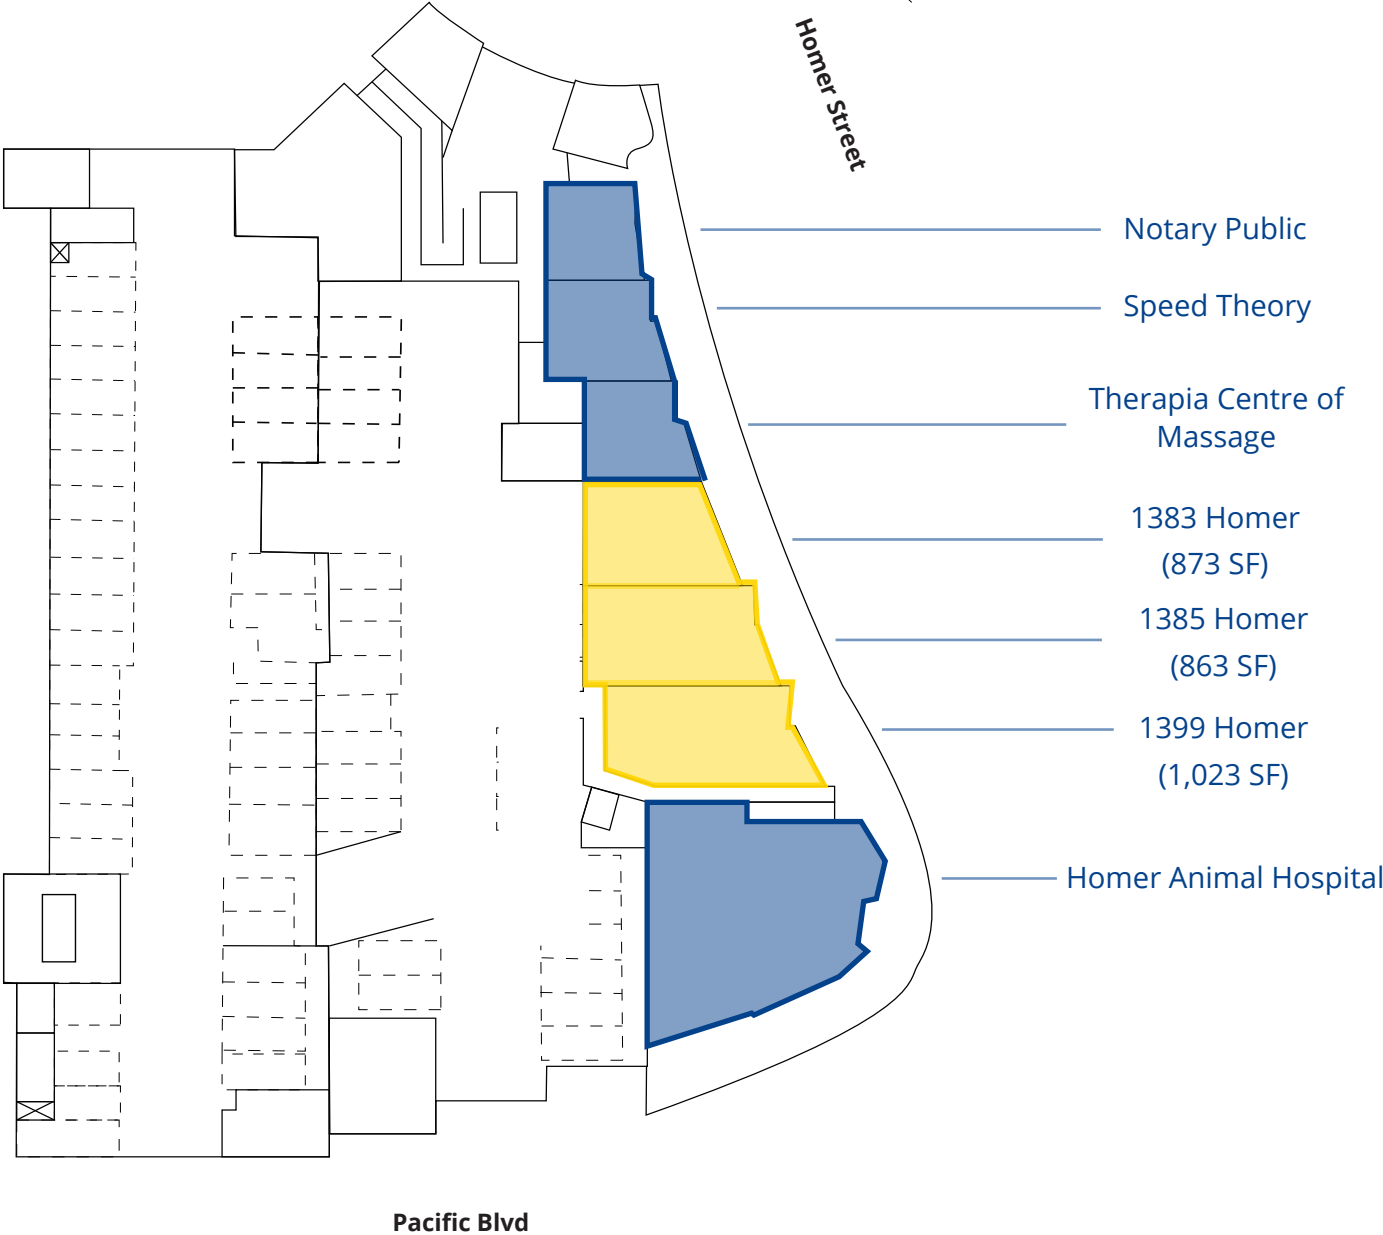 Homer Street
Notary Public
Speed Theory
Therapia Centre of
Massage
1383 Homer
(873 SF)
1385 Homer
(863 SF)
1399 Homer
(1,023 SF)
Homer Animal Hospital
Pacific Blvd